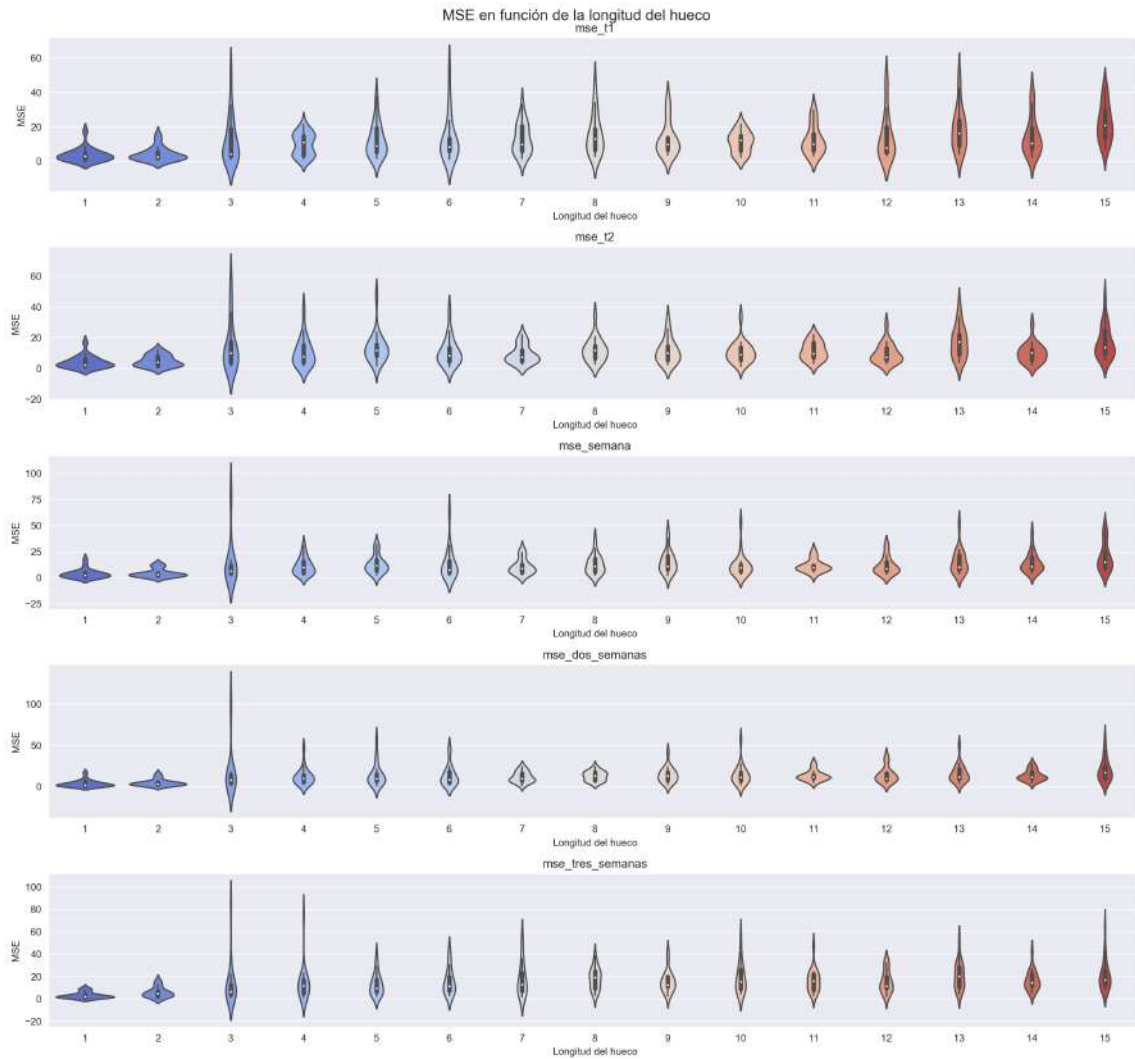 MSE en función de la longitud del hueco
mse_t1
60
40
20
0
MSE
1 2 3 4 5 6 7 8 9 10 11 12 13 14 15
Longitud del hueco
mse_t2
60
40
20
0
−20
MSE
1 2 3 4 5 6 7 8 9 10 11 12 13 14 15
Longitud del hueco
mse_semana
100
75
50
25
0
−25
MSE
1 2 3 4 5 6 7 8 9 10 11 12 13 14 15
Longitud del hueco
mse_dos_semanas
100
50
0
MSE
1 2 3 4 5 6 7 8 9 10 11 12 13 14 15
Longitud del hueco
mse_tres_semanas
100
80
60
40
20
0
−20
MSE
1 2 3 4 5 6 7 8 9 10 11 12 13 14 15
Longitud del hueco